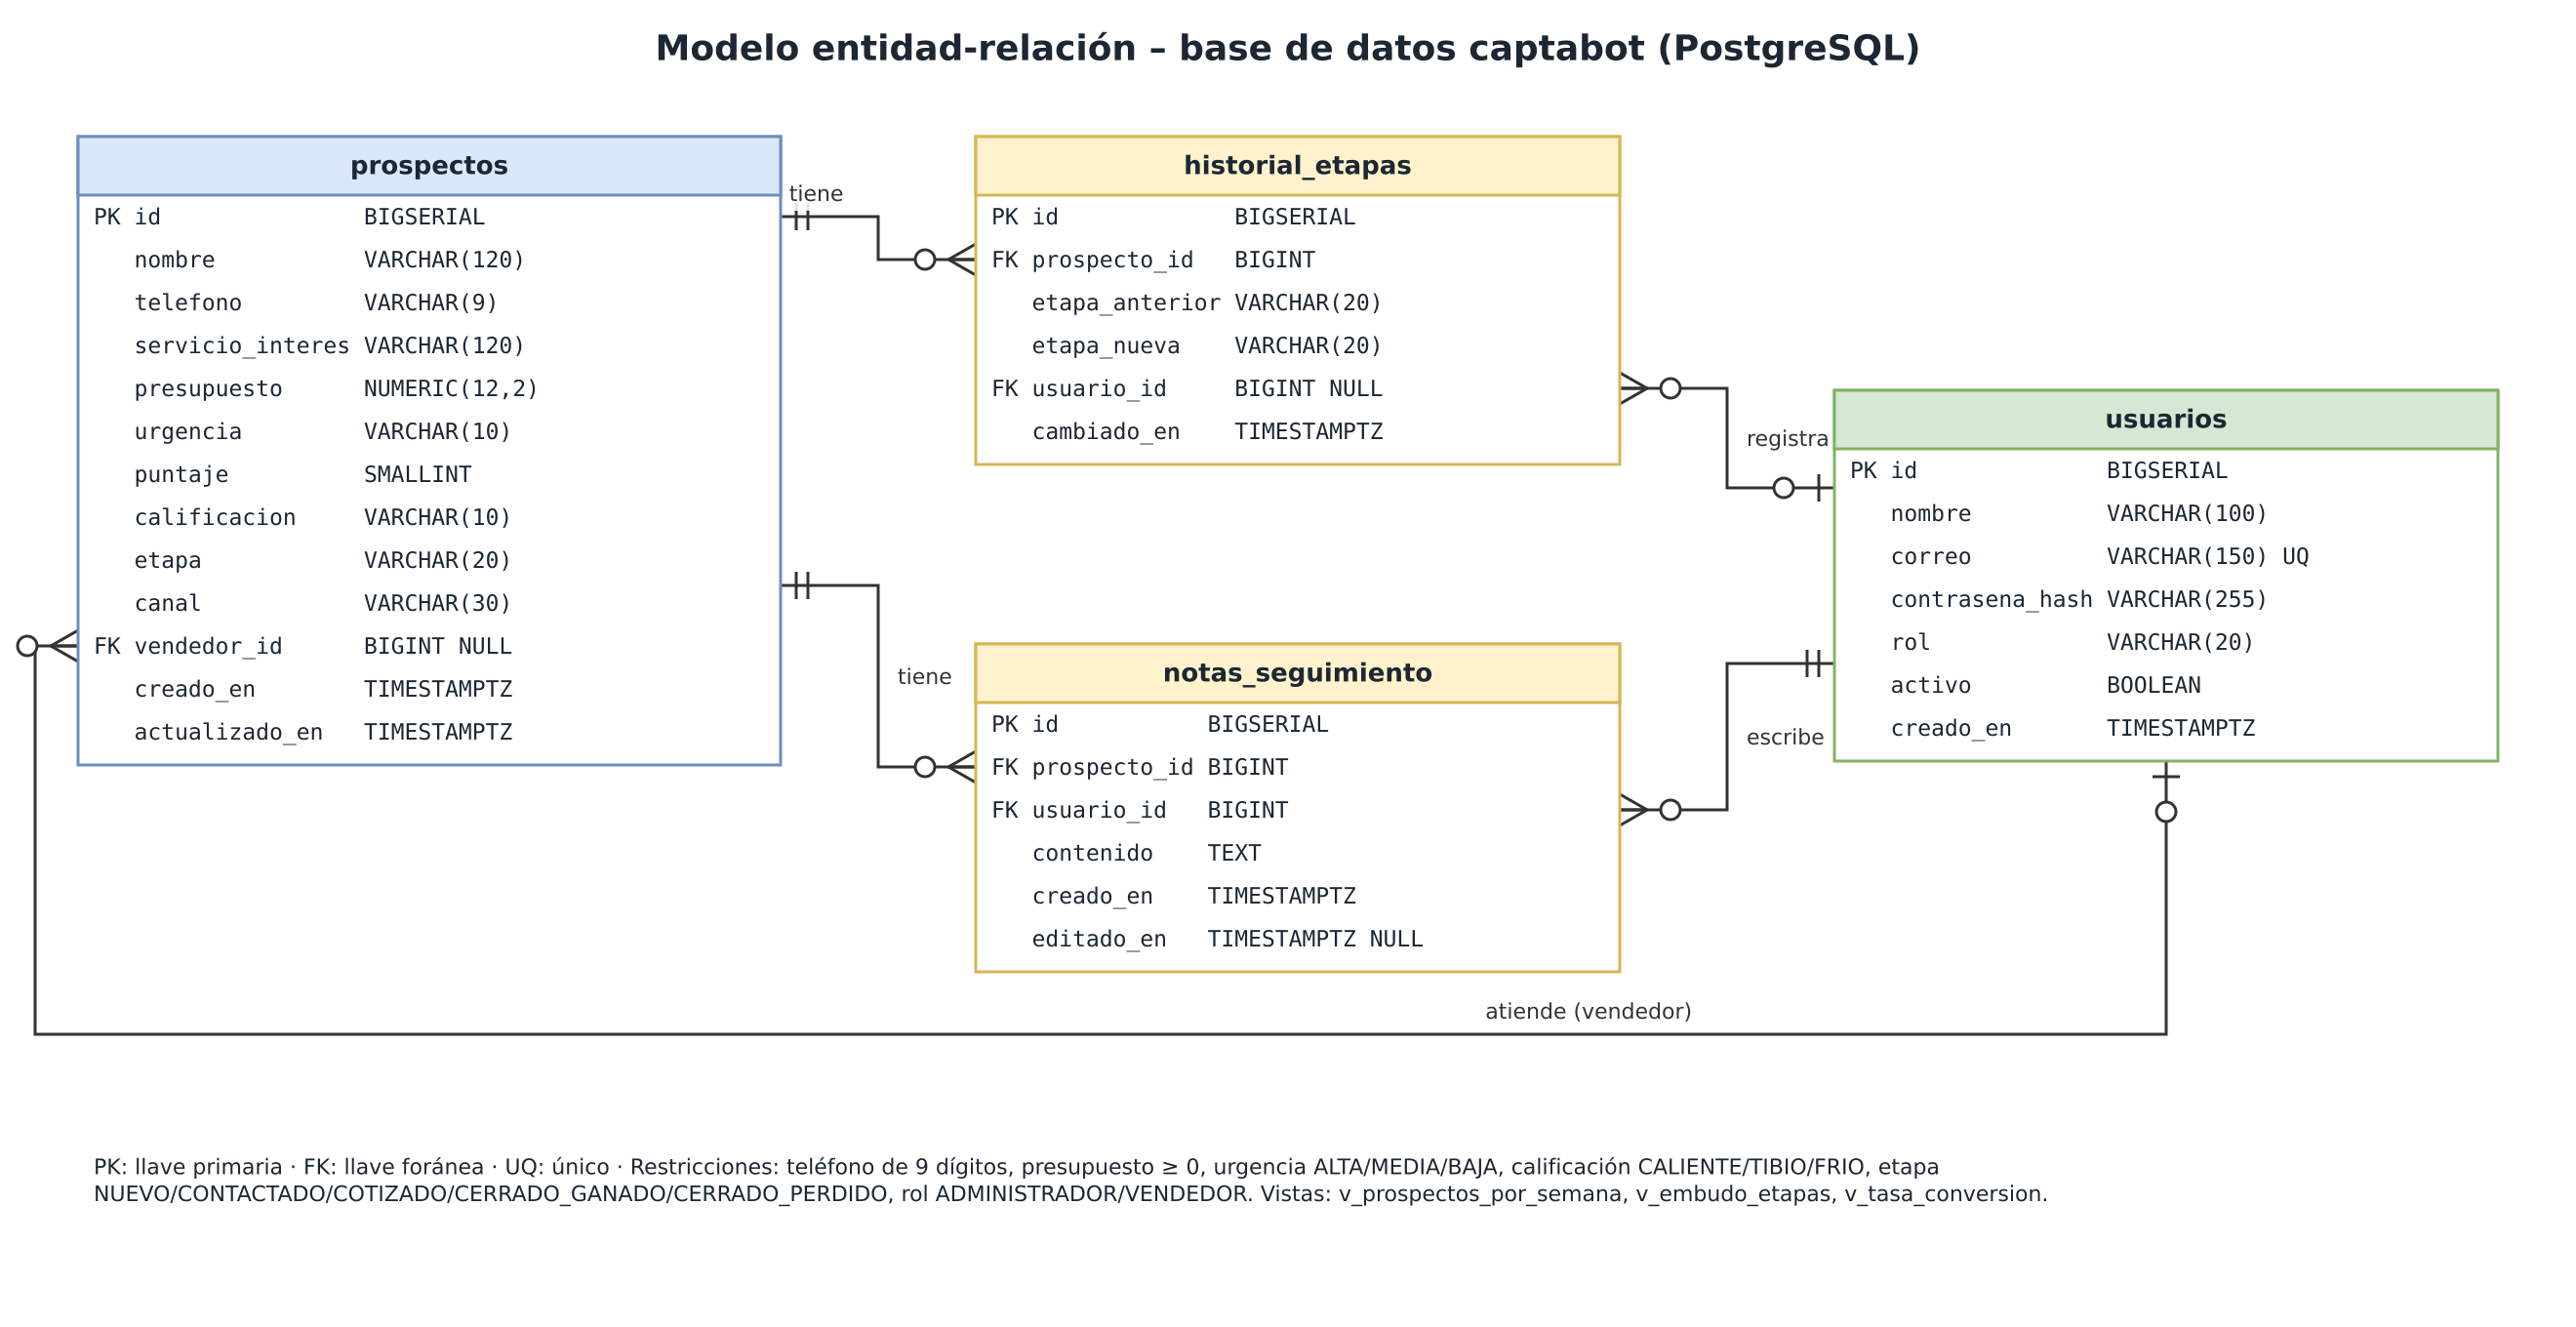 Modelo entidad-relación – base de datos captabot (PostgreSQL)
prospectos
PK id BIGSERIAL
nombre VARCHAR(120)
telefono VARCHAR(9)
servicio_interes VARCHAR(120)
presupuesto NUMERIC(12,2)
urgencia VARCHAR(10)
puntaje SMALLINT
calificacion VARCHAR(10)
etapa VARCHAR(20)
canal VARCHAR(30)
FK vendedor_id BIGINT NULL
creado_en TIMESTAMPTZ
actualizado_en TIMESTAMPTZ
tiene
tiene
historial_etapas
PK id BIGSERIAL
FK prospecto_id BIGINT
etapa_anterior VARCHAR(20)
etapa_nueva VARCHAR(20)
FK usuario_id BIGINT NULL
cambiado_en TIMESTAMPTZ
notas_seguimiento
PK id BIGSERIAL
FK prospecto_id BIGINT
FK usuario_id BIGINT
contenido TEXT
creado_en TIMESTAMPTZ
editado_en TIMESTAMPTZ NULL
registra
escribe
usuarios
PK id BIGSERIAL
nombre VARCHAR(100)
correo VARCHAR(150) UQ
contrasena_hash VARCHAR(255)
rol VARCHAR(20)
activo BOOLEAN
creado_en TIMESTAMPTZ
atiende (vendedor)
PK: llave primaria · FK: llave foránea · UQ: único · Restricciones: teléfono de 9 dígitos, presupuesto ≥ 0, urgencia ALTA/MEDIA/BAJA, calificación CALIENTE/TIBIO/FRIO, etapa
NUEVO/CONTACTADO/COTIZADO/CERRADO_GANADO/CERRADO_PERDIDO, rol ADMINISTRADOR/VENDEDOR. Vistas: v_prospectos_por_semana, v_embudo_etapas, v_tasa_conversion.